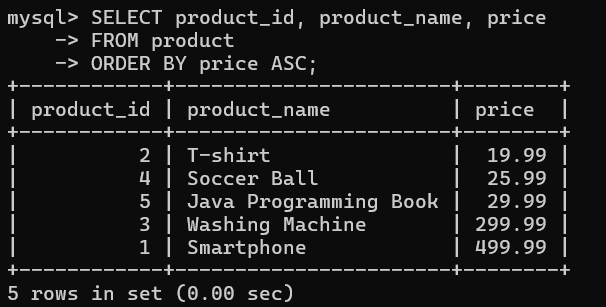 mysql> SELECT product_id, product_name, price
    -> FROM product
    -> ORDER BY price ASC;
+------------+-----------------------+--------+
| product_id | product_name          | price  |
+------------+-----------------------+--------+
|          2 | T-shirt               |  19.99 |
|          4 | Soccer Ball           |  25.99 |
|          5 | Java Programming Book |  29.99 |
|          3 | Washing Machine       | 299.99 |
|          1 | Smartphone            | 499.99 |
+------------+-----------------------+--------+
5 rows in set (0.00 sec)